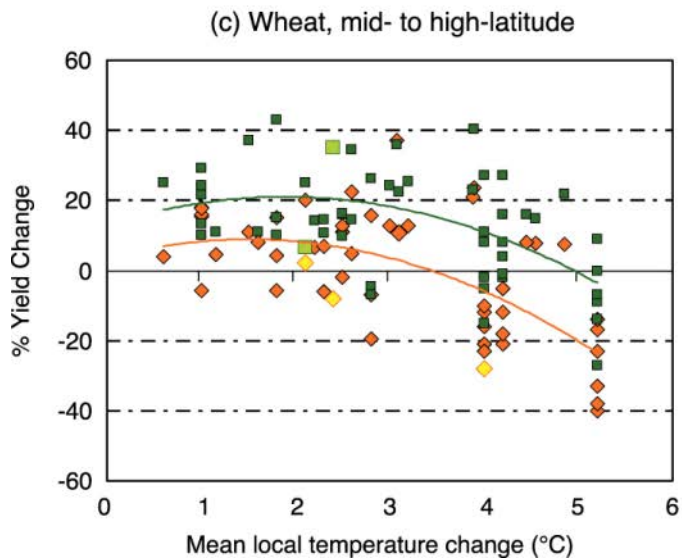 (c) Wheat, mid- to high-latitude
60
40
20
0
-20
-40
-60
% Yield Change
0 1 2 3 4 5 6
Mean local temperature change (°C)